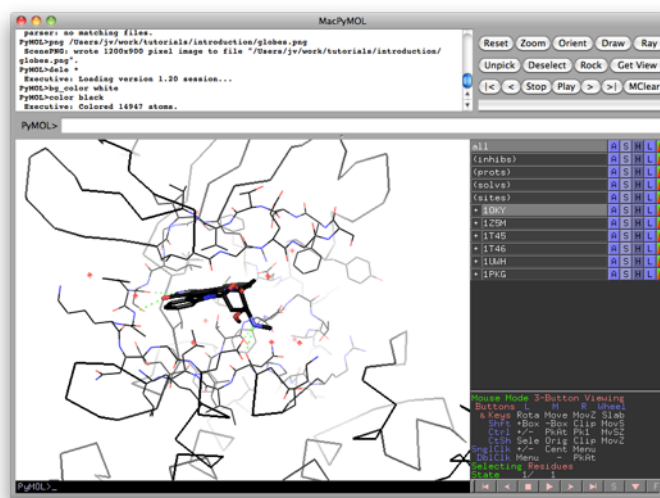 MacPyMOL
parser: no matching files.
PyMOL>png /Users/jv/work/tutorials/introduction/globes.png
ScenePNG: wrote 1200x900 pixel image to file "/Users/jv/work/tutorials/introduction/
globes.png".
PyMOL>dele *
Executive: Loading version 1.20 session...
PyMOL>bg_color white
PyMOL>color black
Executive: Colored 14947 atoms.
Reset Zoom Orient Draw Ray
Unpick Deselect Rock Get View
|< < Stop Play > >| MClear
PyMOL>
all A S H L
(inhibs) A S H L
(prots) A S H L
(solvs) A S H L
(sites) A S H L
+ 1OKY A S H L
+ 1Z5M A S H L
+ 1T45 A S H L
+ 1T46 A S H L
+ 1UWH A S H L
+ 1PKG A S H L
Mouse Mode 3-Button Viewing
Buttons L M R Wheel
& Keys Rota Move MovZ Slab
Shft +Box -Box Clip MovS
Ctrl +/- PkAt Pk1 MvSZ
CtSh Sele Orig Clip MovZ
SnglClk +/- Cent Menu
DblClk Menu - PkAt
Selecting Residues
State 1/ 1
PyMOL>_
S F